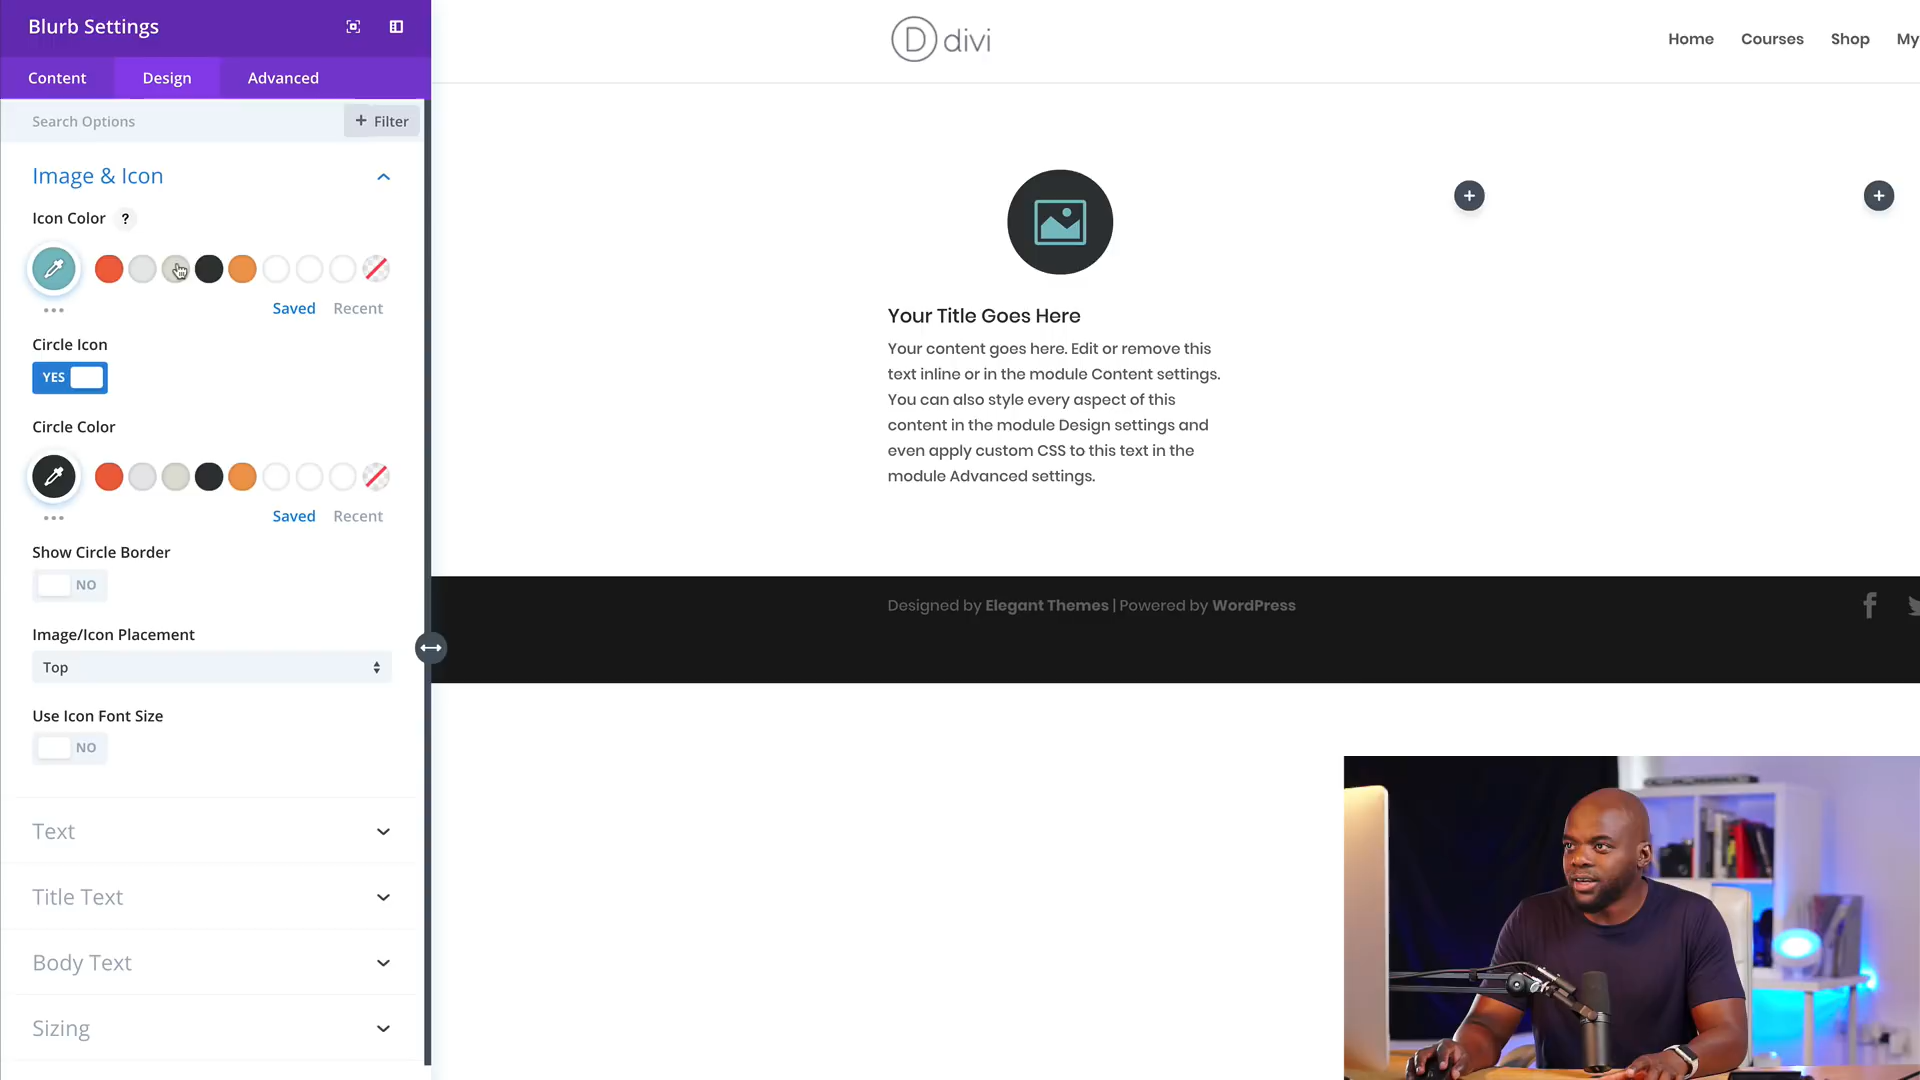 Blurb Settings
Content
Design
Advanced
Search Options
+ Filter
Image & Icon
Icon Color ?
Saved
Recent
Circle Icon
YES
Circle Color
Saved
Recent
Show Circle Border
NO
Image/Icon Placement
Top
Use Icon Font Size
NO
Text
Title Text
Body Text
Sizing
D divi
Home
Courses
Shop
My
Your Title Goes Here
Your content goes here. Edit or remove this
text inline or in the module Content settings.
You can also style every aspect of this
content in the module Design settings and
even apply custom CSS to this text in the
module Advanced settings.
Designed by Elegant Themes | Powered by WordPress